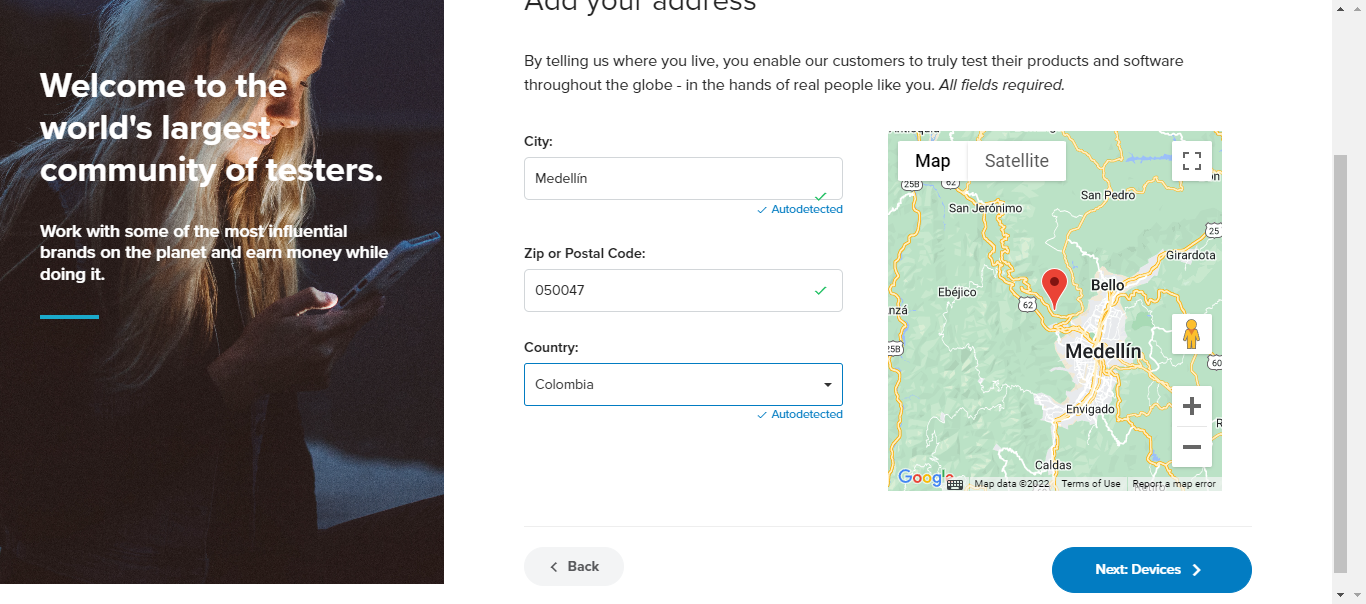 Add your address
Welcome to the
world's largest
community of testers.
Work with some of the most influential
brands on the planet and earn money while
doing it.
By telling us where you live, you enable our customers to truly test their products and software
throughout the globe - in the hands of real people like you. All fields required.
City:
Medellín
Autodetected
Zip or Postal Code:
050047
Country:
Colombia
Autodetected
Map
Satellite
25B
62
San Pedro
San Jerónimo
25
Girardota
Ebéjico
62
Bello
25B
Medellín
60
Envigado
Caldas
Google
Map data ©2022
Terms of Use
Report a map error
Back
Next: Devices